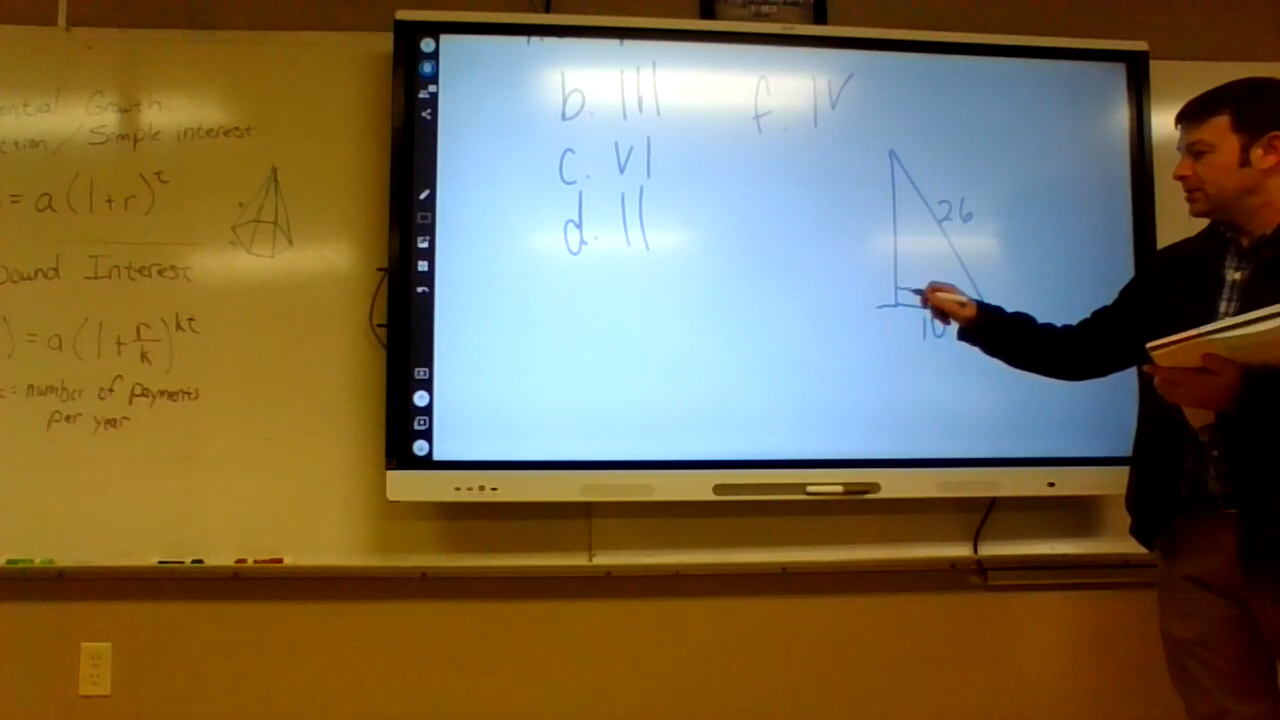 ential Growth
ction/ Simple interest
= a(1+r)^t
ound Interest
) = a(1+r/k)^kt
= number of payments
per year
b. III
c. VI
d. II
f. IV
26
10